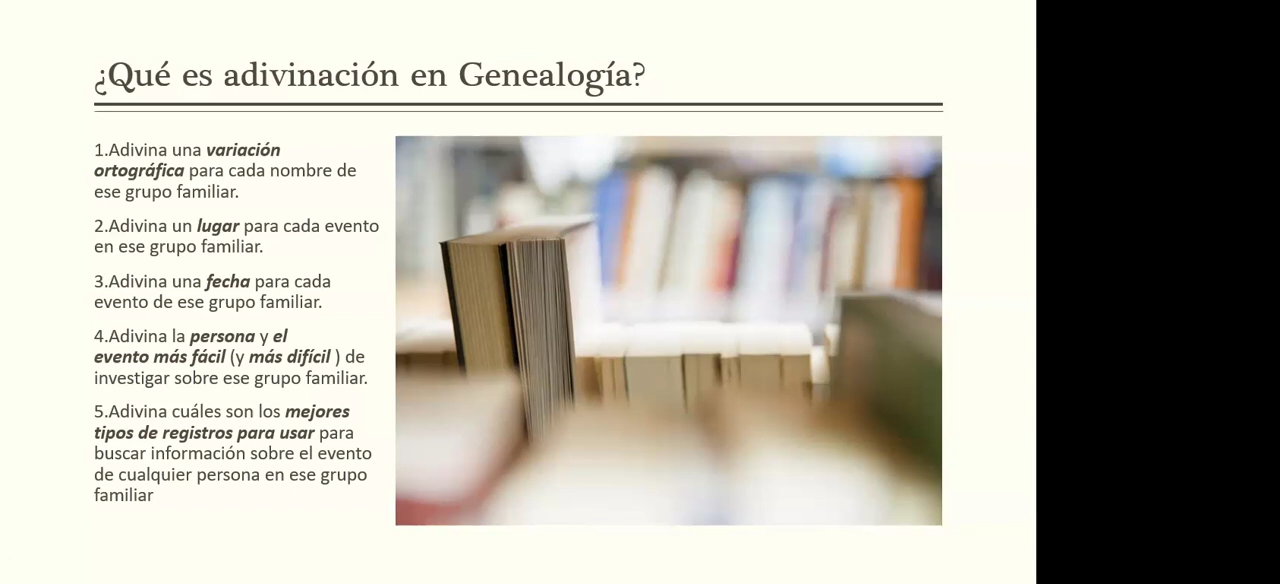 ¿Qué es adivinación en Genealogía?
1.Adivina una variación
ortográfica para cada nombre de
ese grupo familiar.
2.Adivina un lugar para cada evento
en ese grupo familiar.
3.Adivina una fecha para cada
evento de ese grupo familiar.
4.Adivina la persona y el
evento más fácil (y más difícil ) de
investigar sobre ese grupo familiar.
5.Adivina cuáles son los mejores
tipos de registros para usar para
buscar información sobre el evento
de cualquier persona en ese grupo
familiar